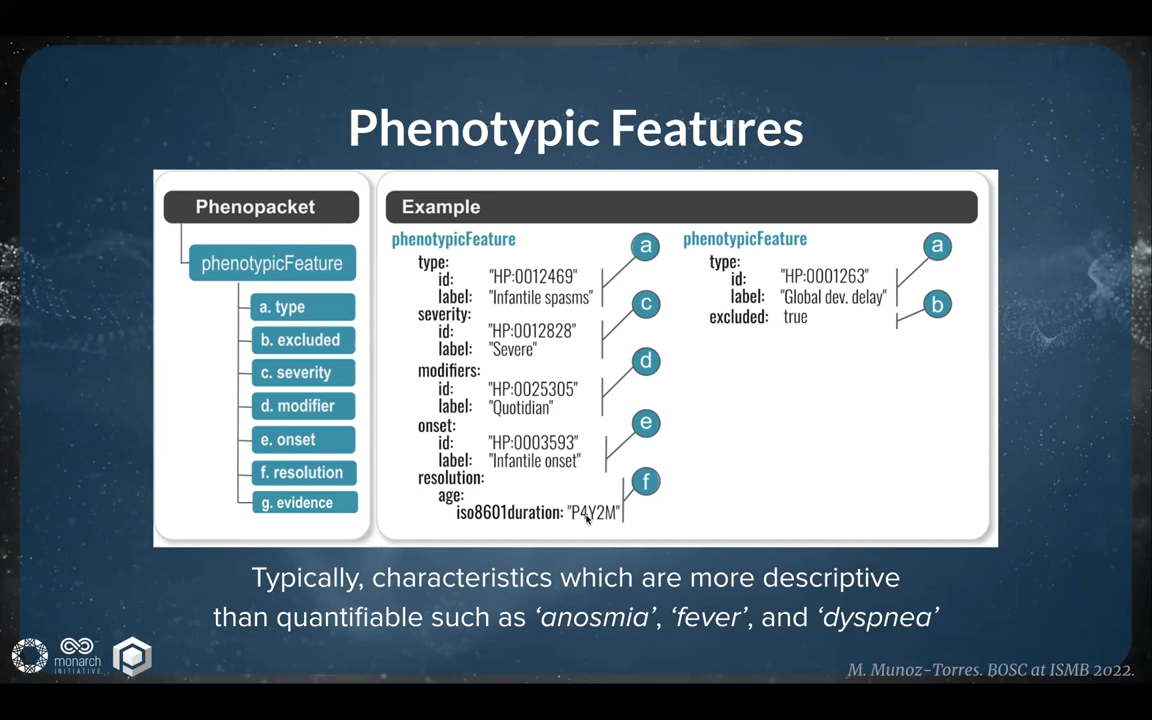 Phenotypic Features
Phenopacket
phenotypicFeature
a. type
b. excluded
c. severity
d. modifier
e. onset
f. resolution
g. evidence
Example
phenotypicFeature
a
type:
id: "HP:0012469"
label: "Infantile spasms"
c
severity:
id: "HP:0012828"
label: "Severe"
d
modifiers:
id: "HP:0025305"
label: "Quotidian"
e
onset:
id: "HP:0003593"
label: "Infantile onset"
f
resolution:
age:
iso8601duration: "P4Y2M"
phenotypicFeature
a
type:
id: "HP:0001263"
label: "Global dev. delay"
b
excluded: true
Typically, characteristics which are more descriptive
than quantifiable such as ‘anosmia’, ‘fever’, and ‘dyspnea’
monarch
INITIATIVE
M. Munoz-Torres. BOSC at ISMB 2022.